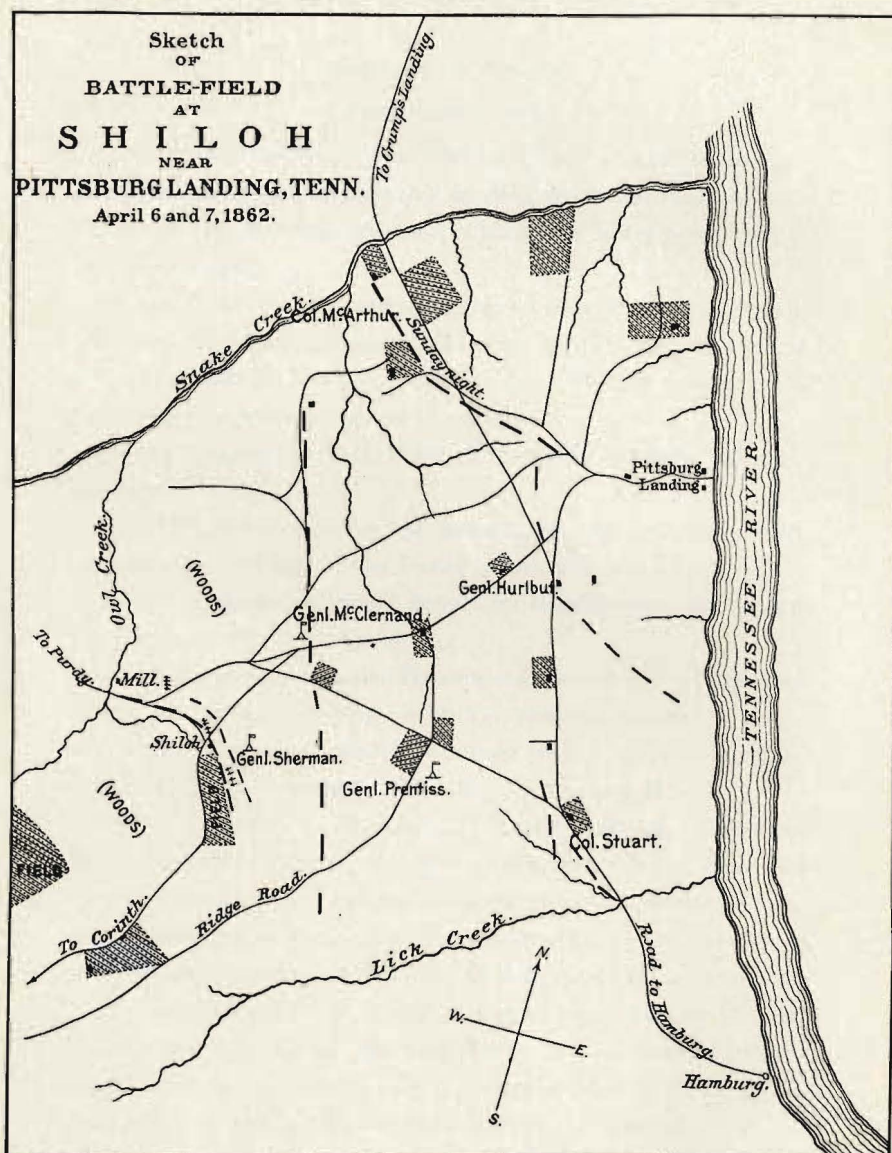 Sketch
OF
BATTLE-FIELD
AT
SHILOH
NEAR
PITTSBURG LANDING, TENN.
April 6 and 7, 1862.
To Crump's Landing.
Snake Creek.
Col. McArthur.
Sunday night.
Pittsburg
Landing.
TENNESSEE RIVER.
Owl Creek.
(WOODS)
Genl. Hurlbut.
Genl. McClernand.
To Purdy
Mill.
Shiloh
Genl. Sherman.
Genl. Prentiss.
(WOODS)
FIELD
Col. Stuart.
FIELD
To Corinth.
Ridge Road.
Lick Creek.
Road to Hamburg.
Hamburg.
N.
W.
E.
S.